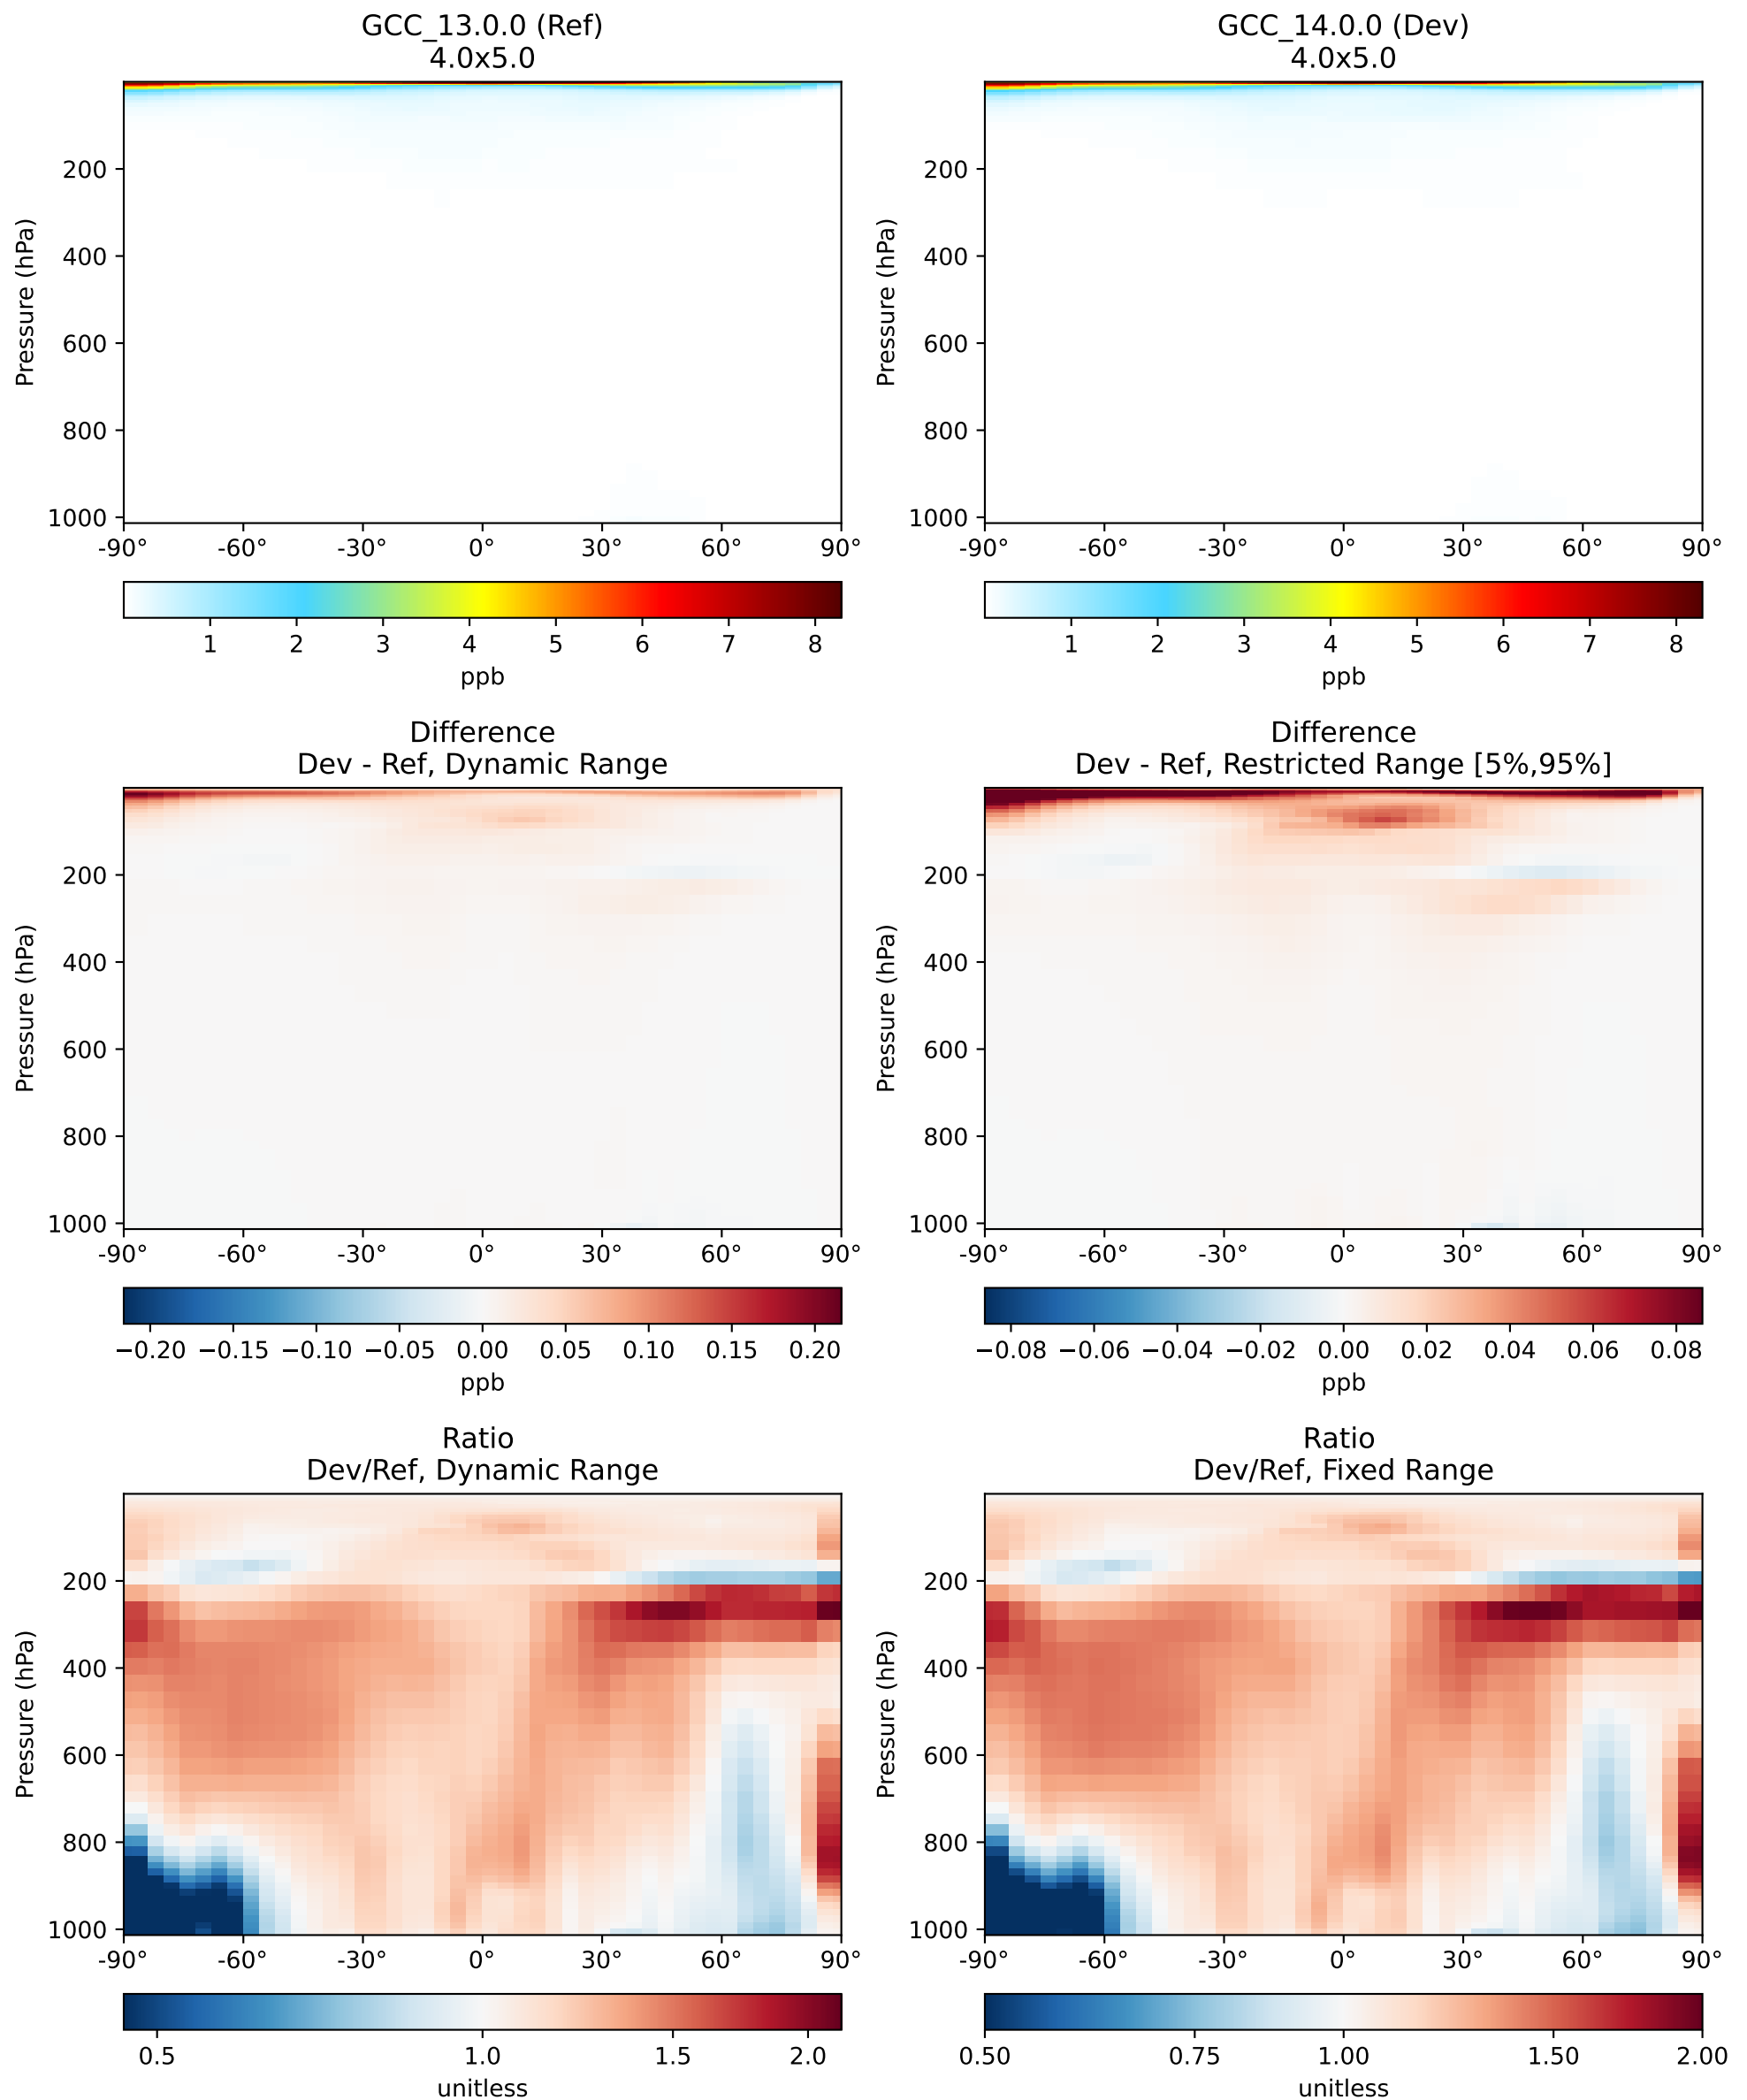 GCC_13.0.0 (Ref)
4.0x5.0
Pressure (hPa)
200
400
600
800
1000
-90° -60° -30° 0° 30° 60° 90°
1 2 3 4 5 6 7 8
ppb
GCC_14.0.0 (Dev)
4.0x5.0
Pressure (hPa)
200
400
600
800
1000
-90° -60° -30° 0° 30° 60° 90°
1 2 3 4 5 6 7 8
ppb
Difference
Dev - Ref, Dynamic Range
Pressure (hPa)
200
400
600
800
1000
-90° -60° -30° 0° 30° 60° 90°
−0.20 −0.15 −0.10 −0.05 0.00 0.05 0.10 0.15 0.20
ppb
Difference
Dev - Ref, Restricted Range [5%,95%]
Pressure (hPa)
200
400
600
800
1000
-90° -60° -30° 0° 30° 60° 90°
−0.08 −0.06 −0.04 −0.02 0.00 0.02 0.04 0.06 0.08
ppb
Ratio
Dev/Ref, Dynamic Range
Pressure (hPa)
200
400
600
800
1000
-90° -60° -30° 0° 30° 60° 90°
0.5 1.0 1.5 2.0
unitless
Ratio
Dev/Ref, Fixed Range
Pressure (hPa)
200
400
600
800
1000
-90° -60° -30° 0° 30° 60° 90°
0.50 0.75 1.00 1.50 2.00
unitless